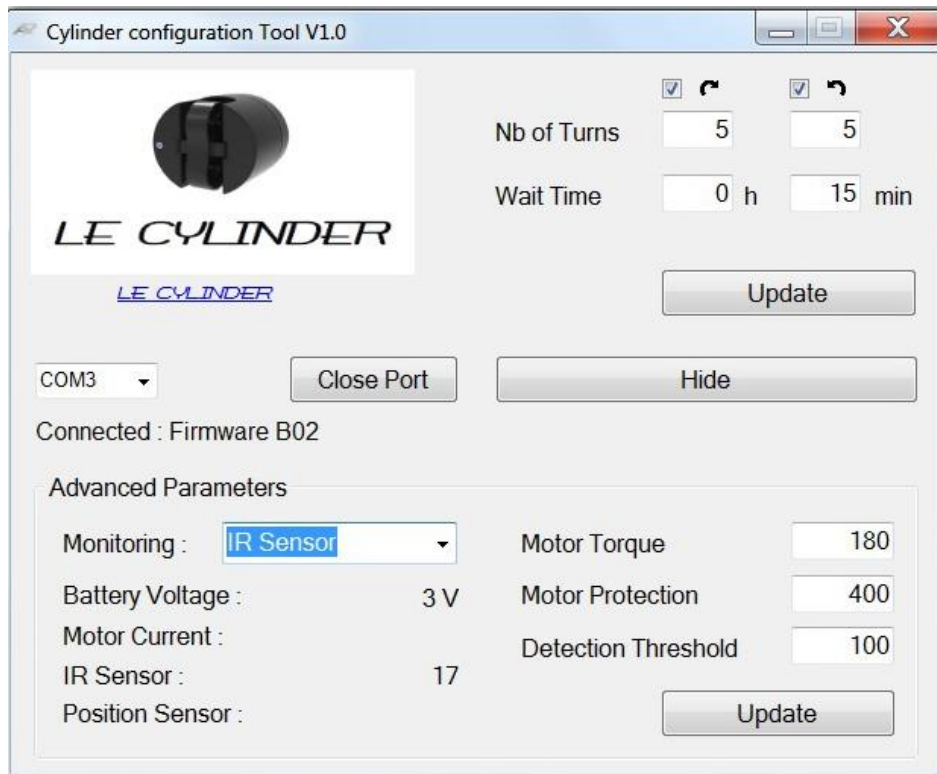 Cylinder configuration Tool V1.0
LE CYLINDER
LE CYLINDER
Nb of Turns 5 5
Wait Time 0 h 15 min
Update
COM3 Close Port Hide
Connected : Firmware B02
Advanced Parameters
Monitoring : IR Sensor
Battery Voltage : 3 V
Motor Current :
IR Sensor : 17
Position Sensor :
Motor Torque 180
Motor Protection 400
Detection Threshold 100
Update